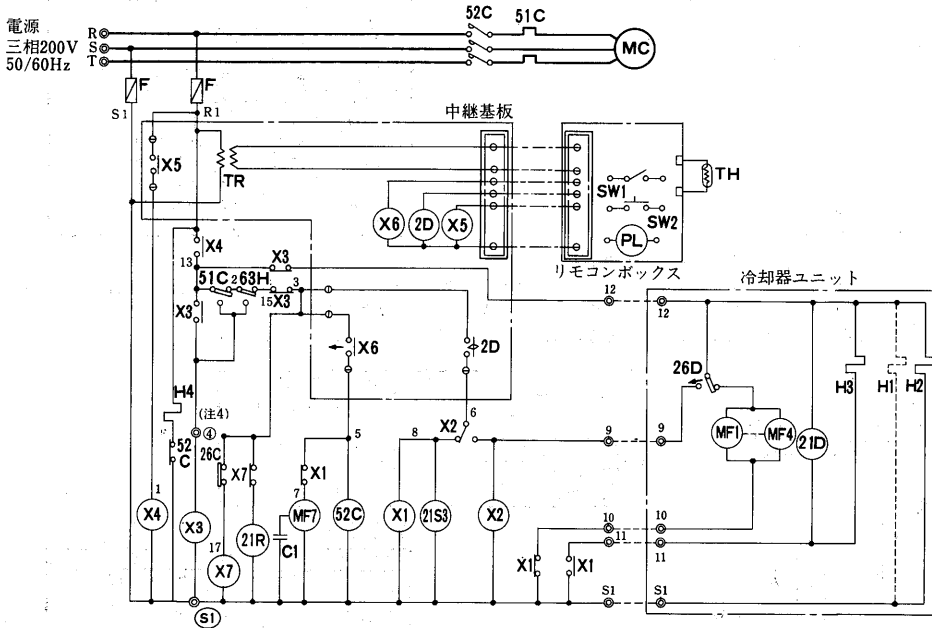 52C 51C
電源
三相200V
50/60Hz
R
S
T
MC
F
F
S1
R1
中継基板
X5
TR
TH
SW1
SW2
X6
2D
X5
PL
リモコンボックス
冷却器ユニット
X4
13
X3
51C
2
63H
3
15
X3
12
12
X3
X6
2D
26D
H3
H1
H2
H4
(注4)
④
6
X2
52
C
26C
X7
X1
5
8
9
9
MF1
MF4
21D
1
7
X4
X3
21R
MF7
52C
X1
21S3
X2
10
10
11
11
17
X7
C1
X1
X1
S1
S1
S1